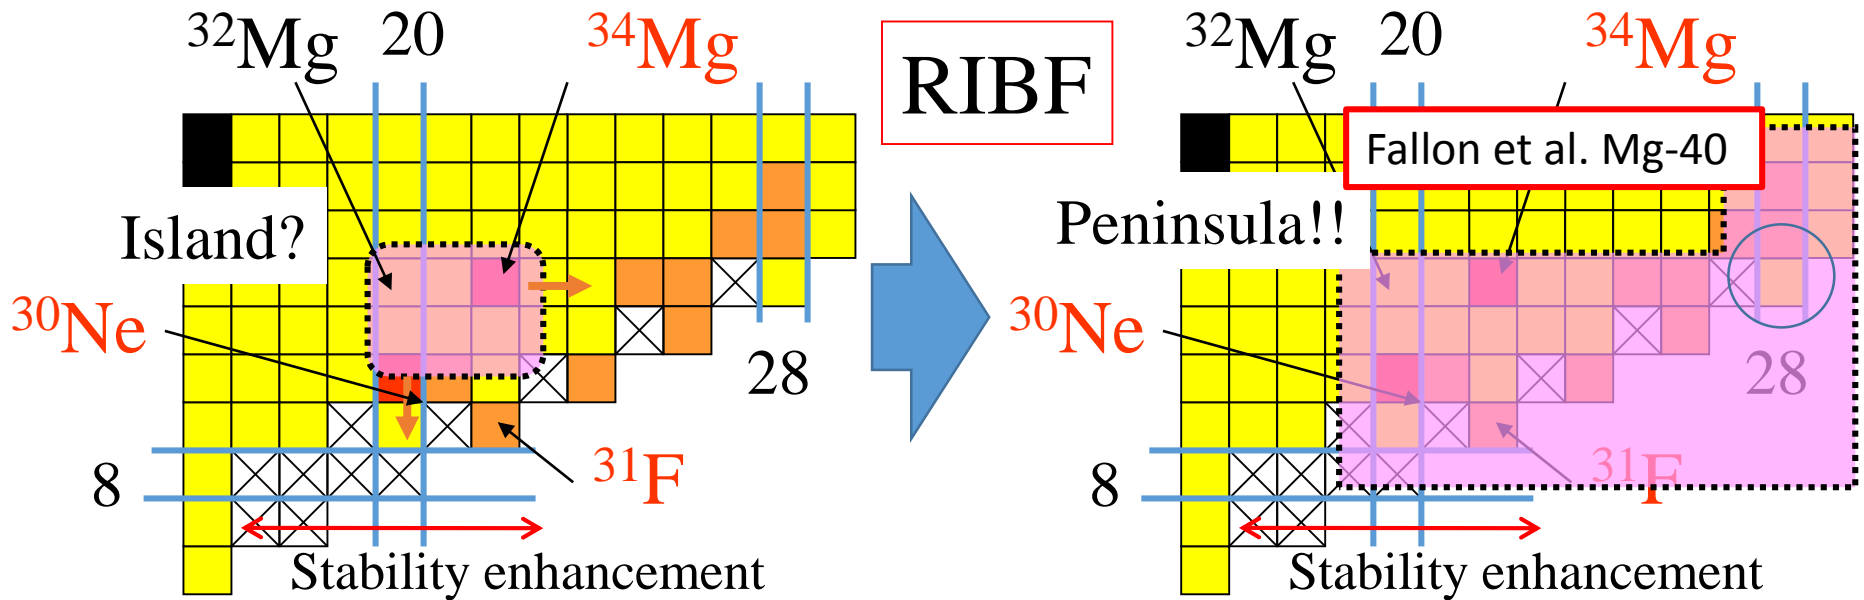 ³²Mg 20 ³⁴Mg
Island?
³⁰Ne
28
³¹F
8
Stability enhancement
RIBF
³²Mg 20 ³⁴Mg
Fallon et al. Mg-40
Peninsula!!
³⁰Ne
28
³¹F
8
Stability enhancement